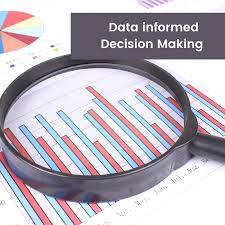 Data informed
Decision Making